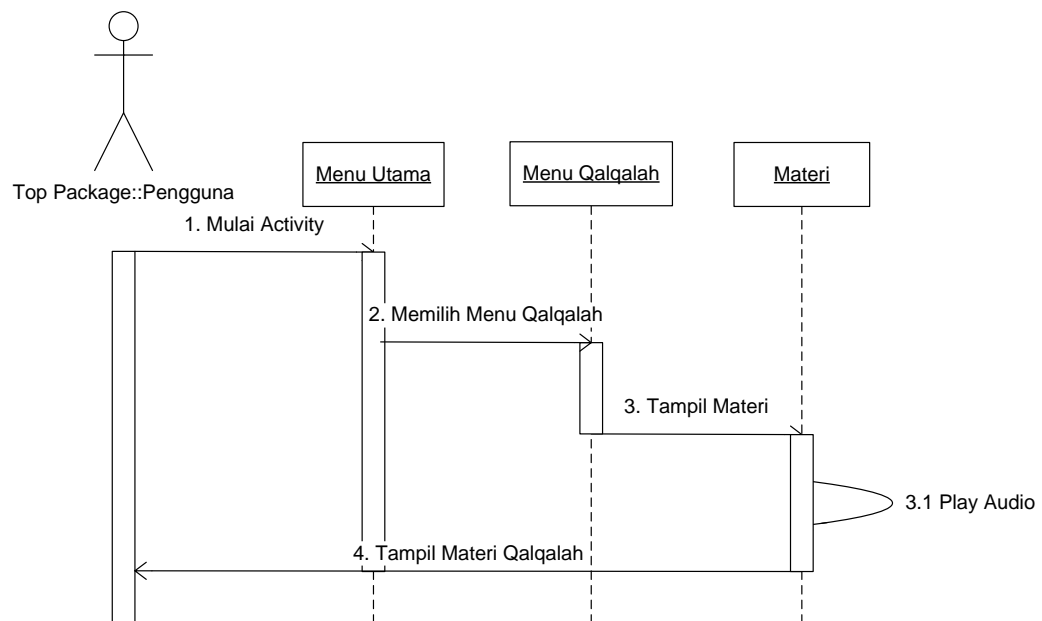 Menu Utama
Menu Qalqalah
Materi
Top Package::Pengguna
1. Mulai Activity
2. Memilih Menu Qalqalah
3. Tampil Materi
3.1 Play Audio
4. Tampil Materi Qalqalah